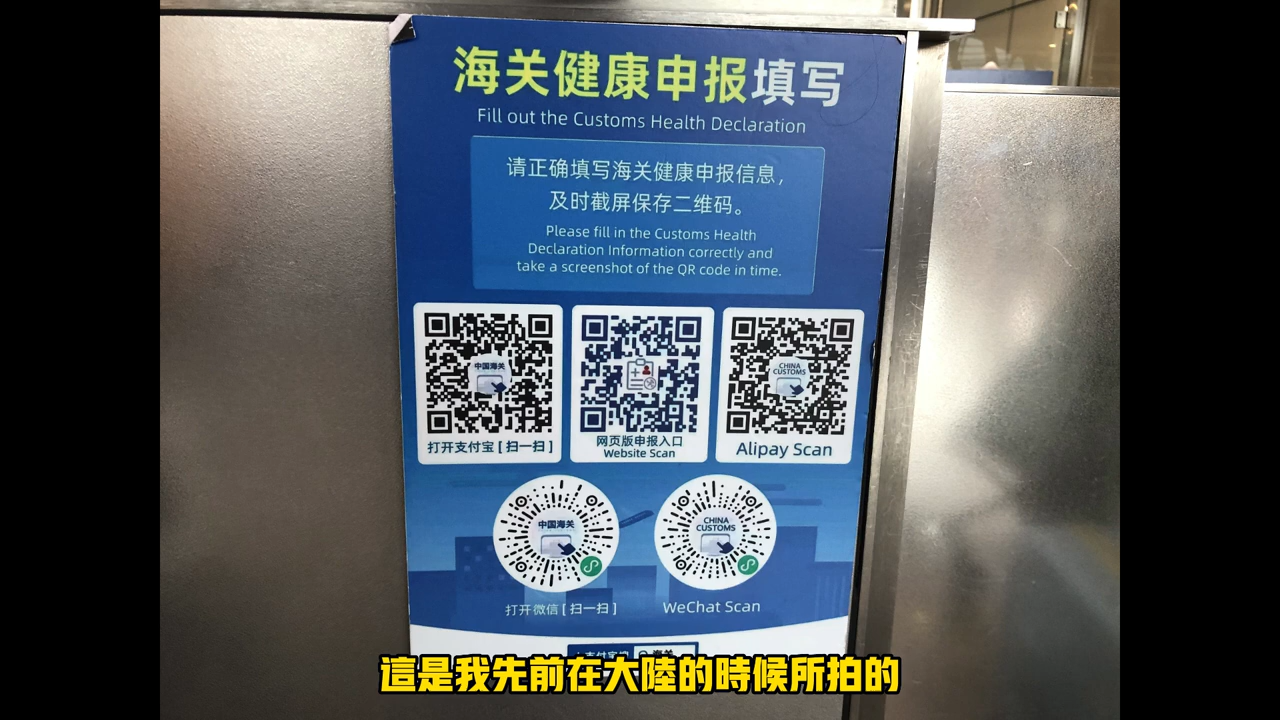 海关健康申报填写
Fill out the Customs Health Declaration
请正确填写海关健康申报信息，
及时截屏保存二维码。
Please fill in the Customs Health
Declaration Information correctly and
take a screenshot of the QR code in time.
中国海关
CHINA
CUSTOMS
打开支付宝 [ 扫一扫 ]
网页版申报入口
Website Scan
Alipay Scan
中国海关
CHINA
CUSTOMS
打开微信 [ 扫一扫 ]
WeChat Scan
這是我先前在大陸的時候所拍的